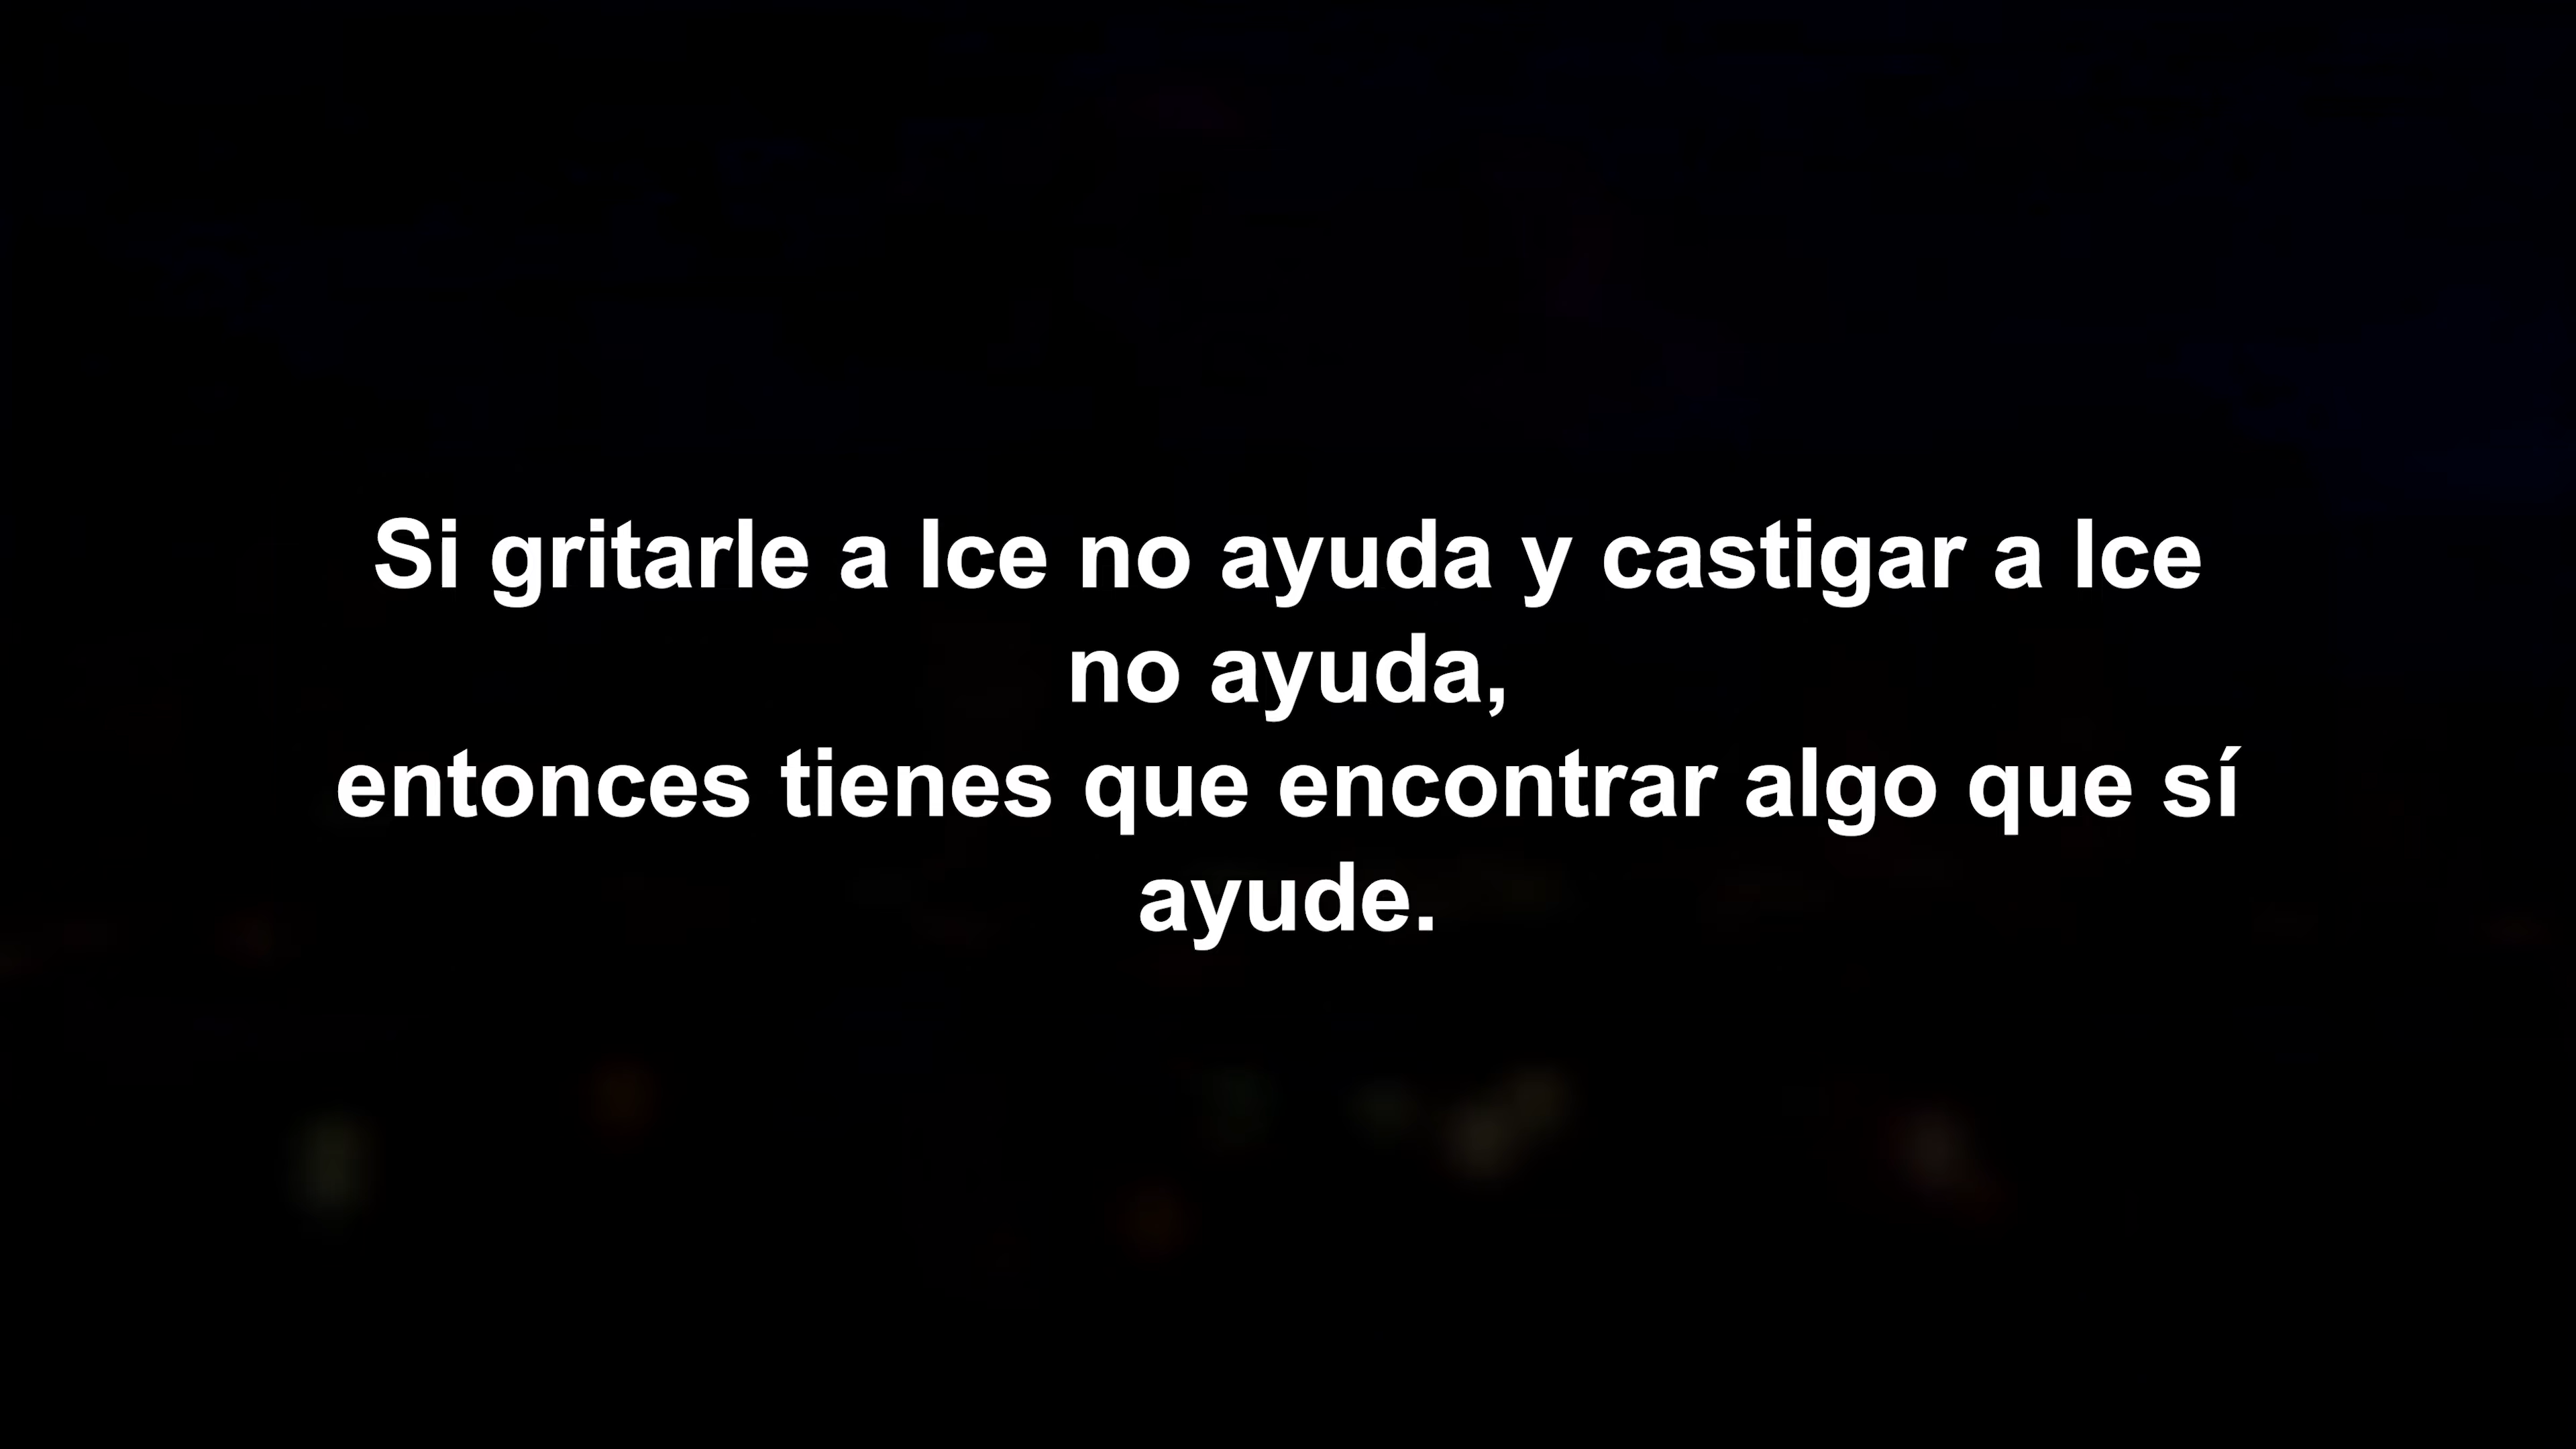 Si gritarle a Ice no ayuda y castigar a Ice
no ayuda,
entonces tienes que encontrar algo que sí
ayude.